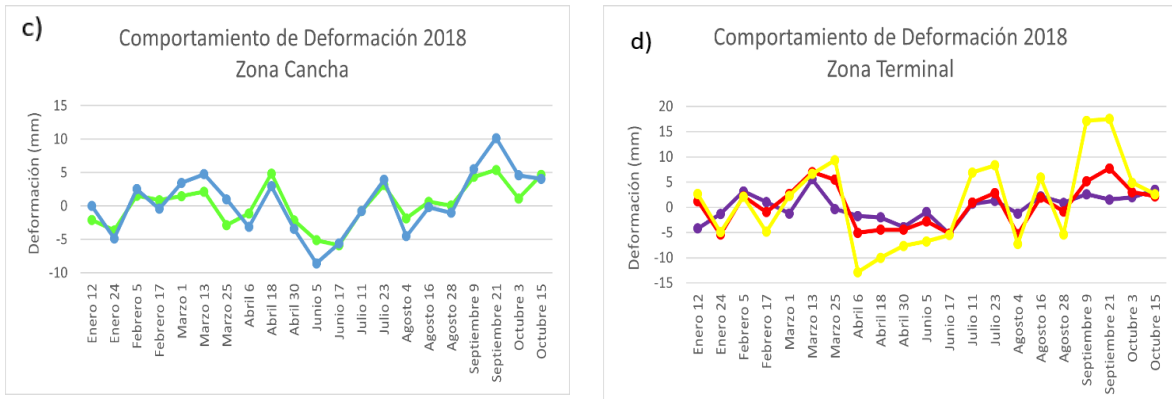 c)
Comportamiento de Deformación 2018
Zona Cancha
Deformación (mm)
15
10
5
0
-5
-10
Enero 12
Enero 24
Febrero 5
Febrero 17
Marzo 1
Marzo 13
Marzo 25
Abril 6
Abril 18
Abril 30
Junio 5
Junio 17
Julio 11
Julio 23
Agosto 4
Agosto 16
Agosto 28
Septiembre 9
Septiembre 21
Octubre 3
Octubre 15
d)
Comportamiento de Deformación 2018
Zona Terminal
Deformación (mm)
20
15
10
5
0
-5
-10
-15
Enero 12
Enero 24
Febrero 5
Febrero 17
Marzo 1
Marzo 13
Marzo 25
Abril 6
Abril 18
Abril 30
Junio 5
Junio 17
Julio 11
Julio 23
Agosto 4
Agosto 16
Agosto 28
Septiembre 9
Septiembre 21
Octubre 3
Octubre 15